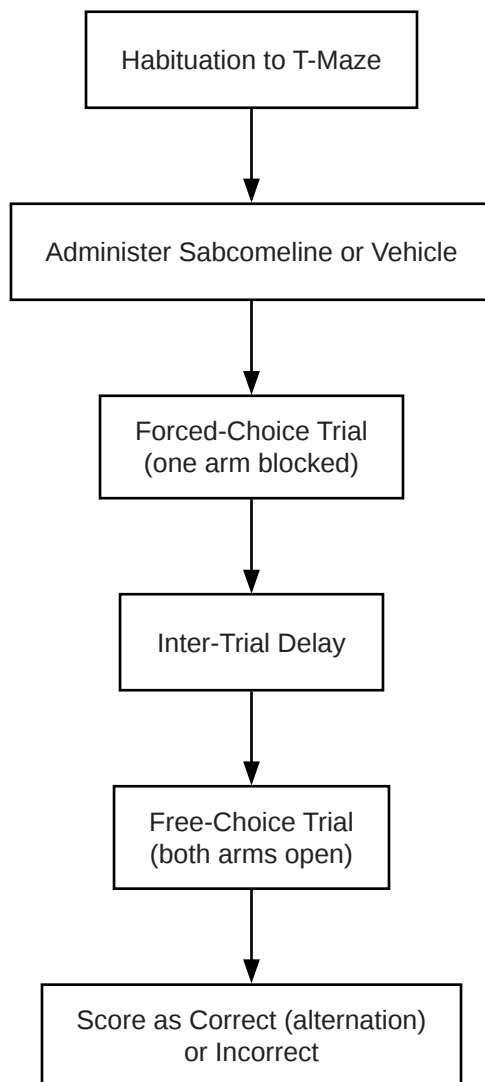 Habituation to T-Maze
Administer Sabcomeline or Vehicle
Forced-Choice Trial
(one arm blocked)
Inter-Trial Delay
Free-Choice Trial
(both arms open)
Score as Correct (alternation)
or Incorrect